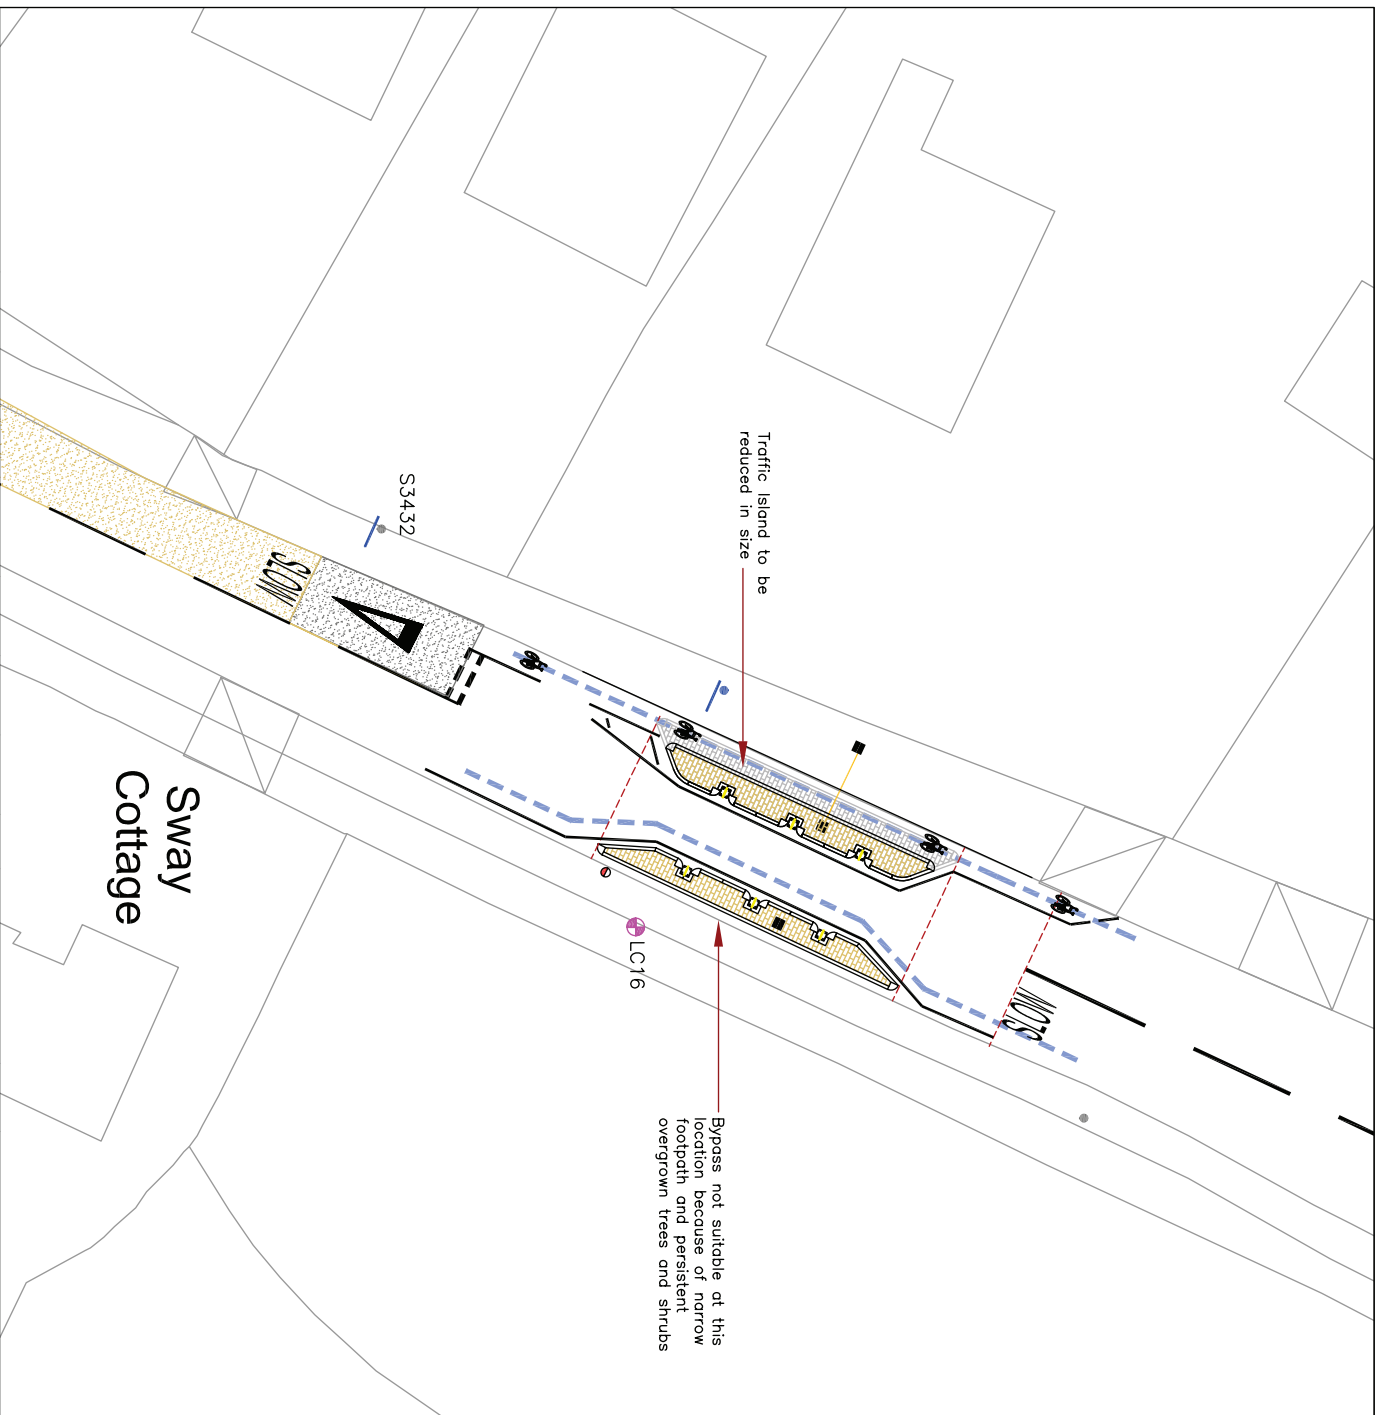 Traffic Island to be
reduced in size
S3432
SLOW
SLOW
LC16
Sway
Cottage
Bypass not suitable at this
location because of narrow
footpath and persistent
overgrown trees and shrubs